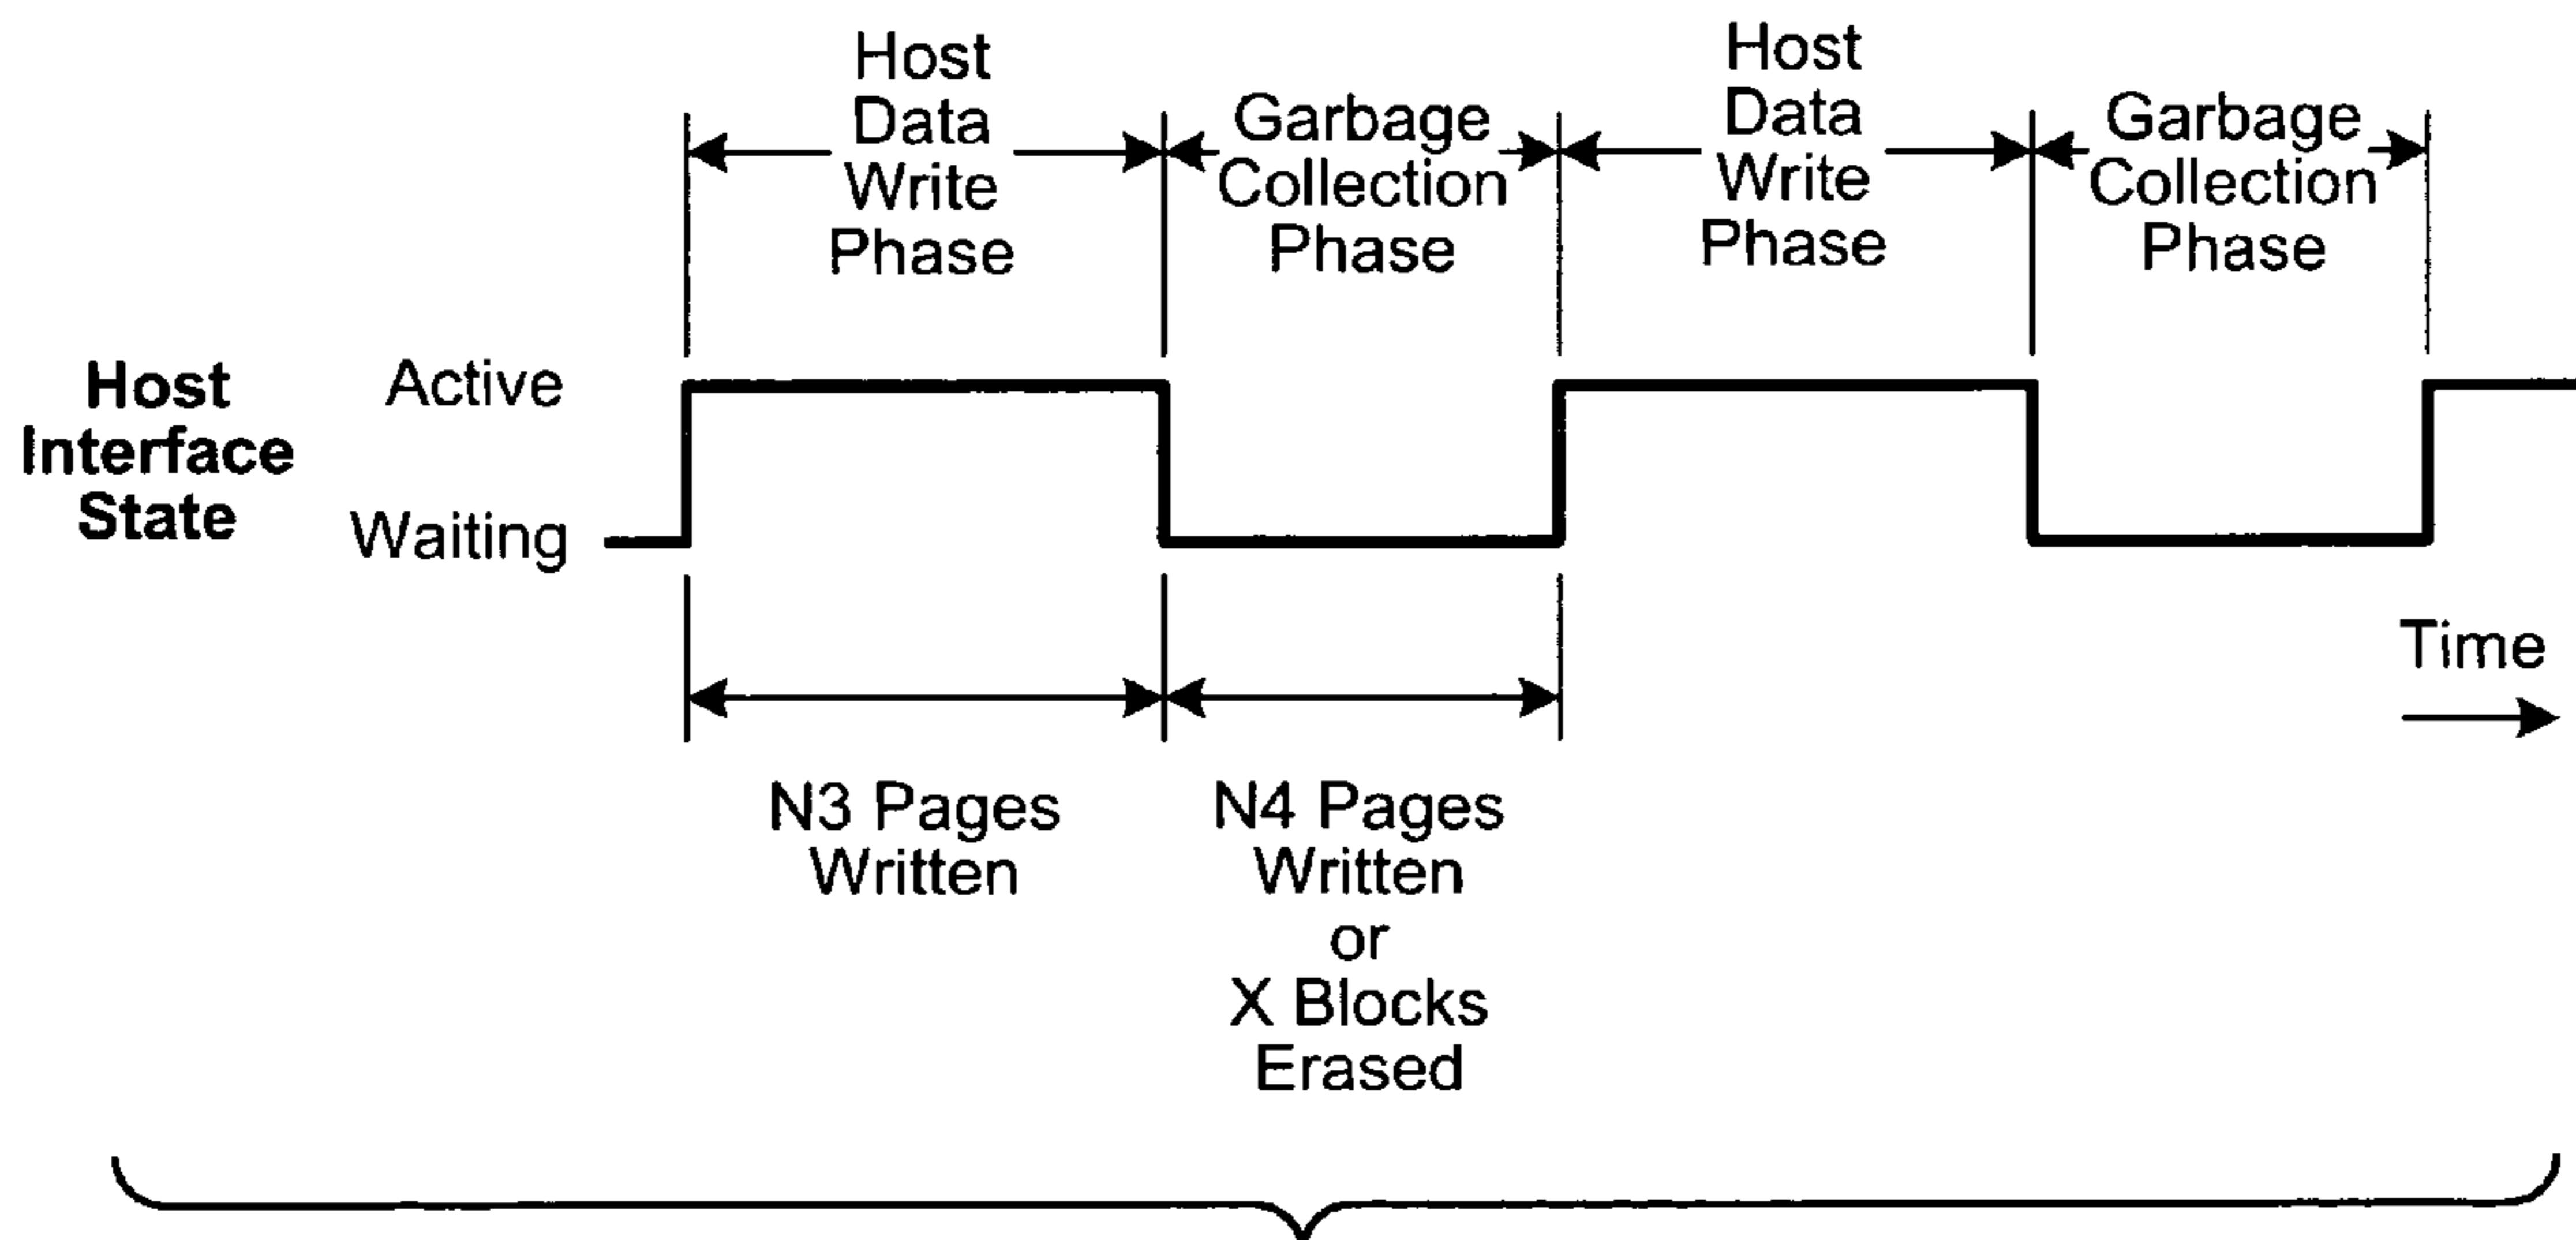 Host
Data
Write
Phase
Garbage
Collection
Phase
Host
Data
Write
Phase
Garbage
Collection
Phase
Host
Interface
State
Active
Waiting
Time
N3 Pages
Written
N4 Pages
Written
or
X Blocks
Erased